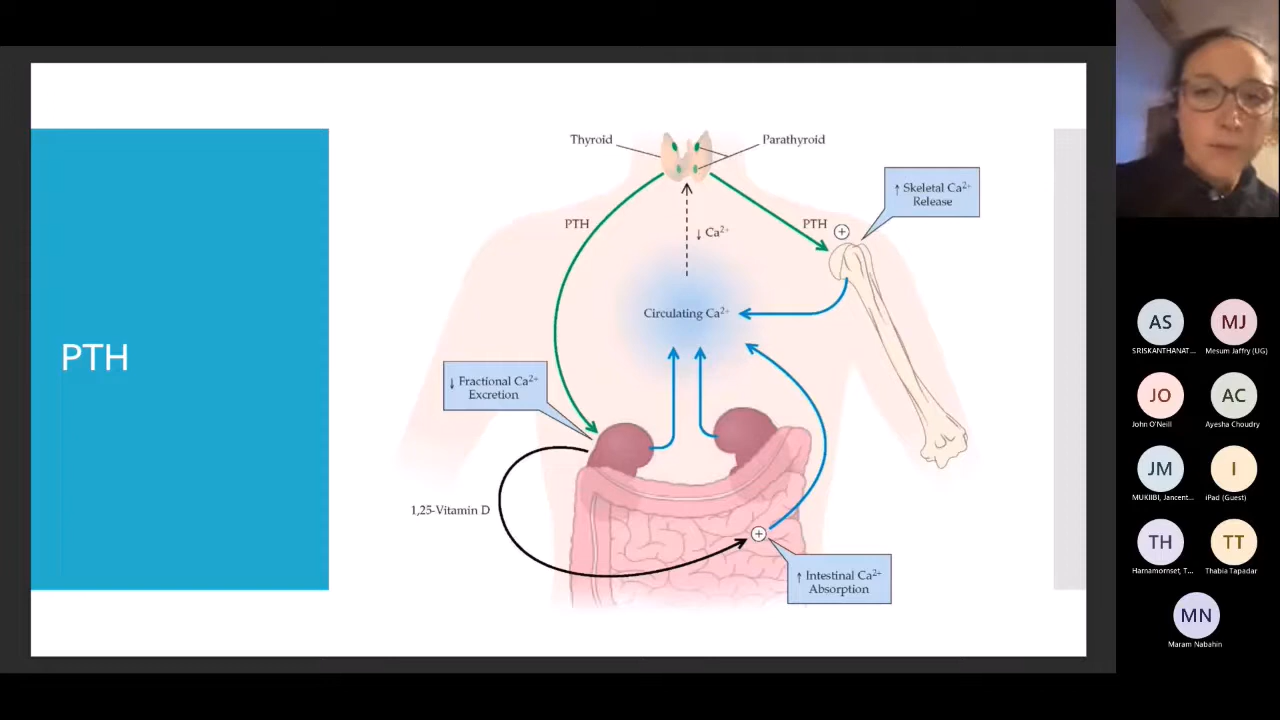 PTH
Thyroid
Parathyroid
↑ Skeletal Ca2+
Release
PTH
PTH
+
↓ Ca2+
Circulating Ca2+
↓ Fractional Ca2+
Excretion
1,25-Vitamin D
+
↑ Intestinal Ca2+
Absorption
AS
MJ
SRISKANTHANAT...
Mesum Jaffry (UG)
JO
AC
John O'Neill
Ayesha Choudry
JM
I
MUKIIBI, Jancent...
iPad (Guest)
TH
TT
Harnamornset, T...
Thabia Tapadar
MN
Maram Nabahin